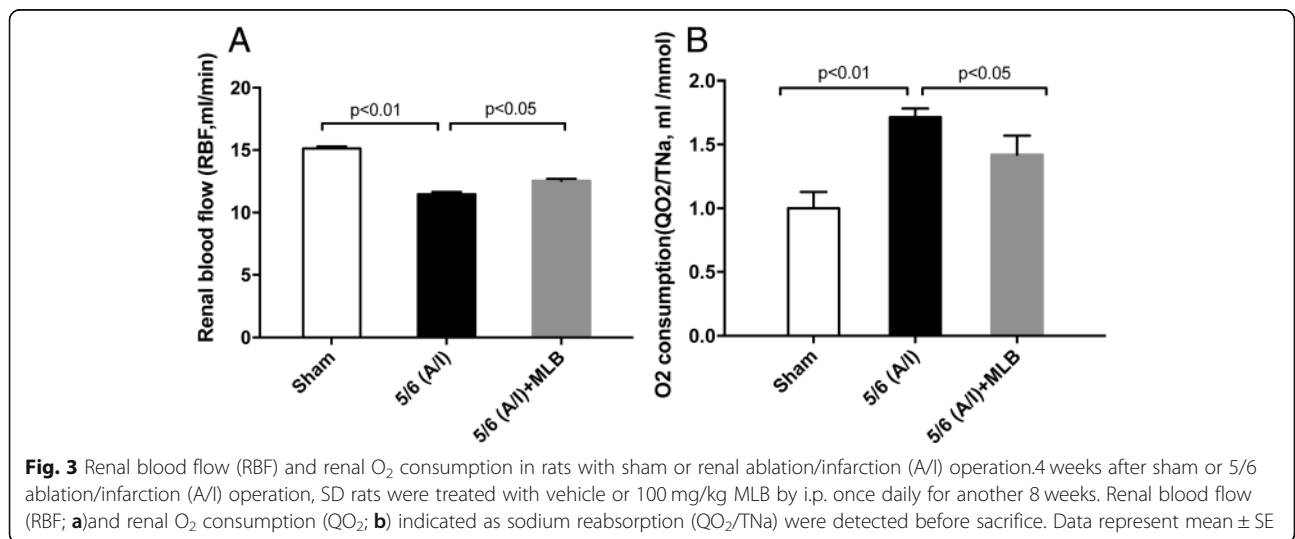 A
Renal blood flow (RBF,ml/min)
20
15
10
5
0
p<0.01
p<0.05
Sham
5/6 (A/I)
5/6 (A/I)+MLB
B
O2 consumption(QO2/TNa, ml /mmol)
2.0
1.5
1.0
0.5
0.0
p<0.01
p<0.05
Sham
5/6 (A/I)
5/6 (A/I)+MLB
Fig. 3 Renal blood flow (RBF) and renal O₂ consumption in rats with sham or renal ablation/infarction (A/I) operation.4 weeks after sham or 5/6
ablation/infarction (A/I) operation, SD rats were treated with vehicle or 100 mg/kg MLB by i.p. once daily for another 8 weeks. Renal blood flow
(RBF; a)and renal O₂ consumption (QO₂; b) indicated as sodium reabsorption (QO₂/TNa) were detected before sacrifice. Data represent mean ± SE